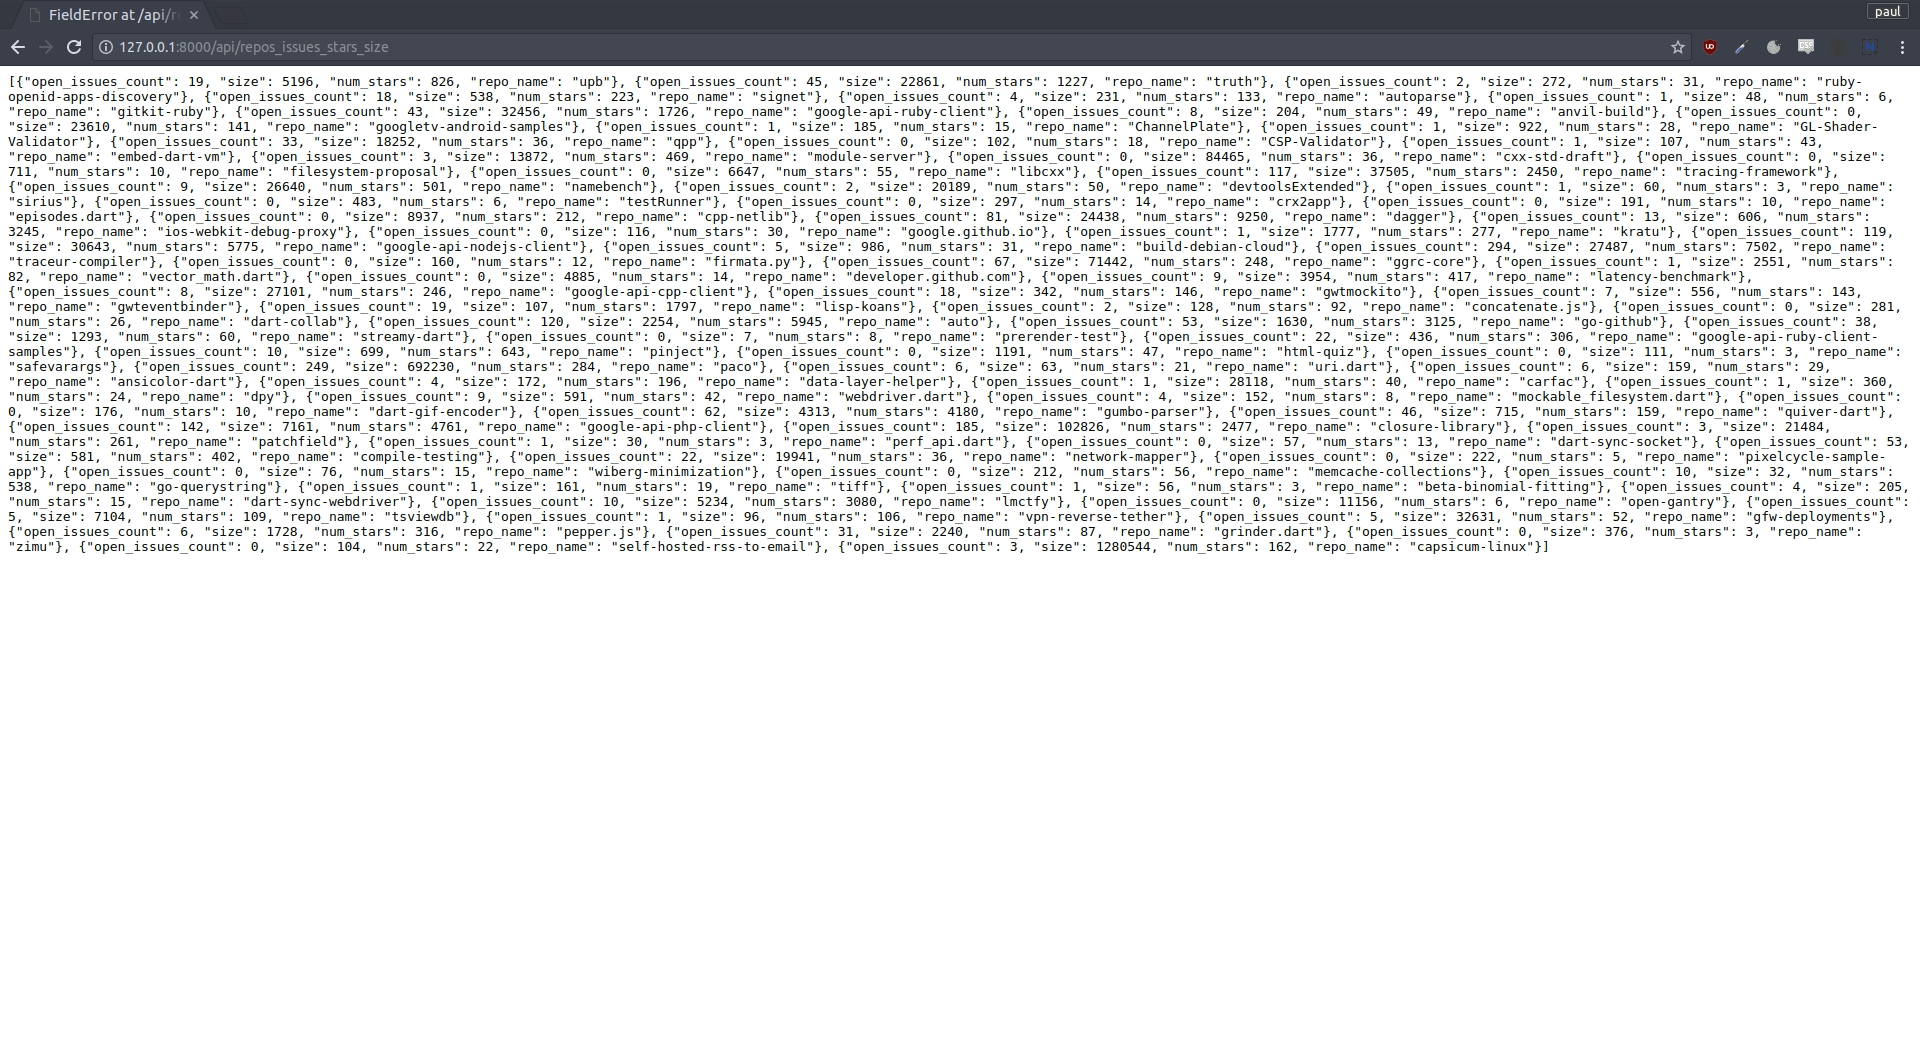 FieldError at /api/r
paul
127.0.0.1:8000/api/repos_issues_stars_size
[{"open_issues_count": 19, "size": 5196, "num_stars": 826, "repo_name": "upb"}, {"open_issues_count": 45, "size": 22861, "num_stars": 1227, "repo_name": "truth"}, {"open_issues_count": 2, "size": 272, "num_stars": 31, "repo_name": "ruby-
openid-apps-discovery"}, {"open_issues_count": 18, "size": 538, "num_stars": 223, "repo_name": "signet"}, {"open_issues_count": 4, "size": 231, "num_stars": 133, "repo_name": "autoparse"}, {"open_issues_count": 1, "size": 48, "num_stars": 6,
"repo_name": "gitkit-ruby"}, {"open_issues_count": 43, "size": 32456, "num_stars": 1726, "repo_name": "google-api-ruby-client"}, {"open_issues_count": 8, "size": 204, "num_stars": 49, "repo_name": "anvil-build"}, {"open_issues_count": 0,
"size": 23610, "num_stars": 141, "repo_name": "googletv-android-samples"}, {"open_issues_count": 1, "size": 185, "num_stars": 15, "repo_name": "ChannelPlate"}, {"open_issues_count": 1, "size": 922, "num_stars": 28, "repo_name": "GL-Shader-
Validator"}, {"open_issues_count": 33, "size": 18252, "num_stars": 36, "repo_name": "qpp"}, {"open_issues_count": 0, "size": 102, "num_stars": 18, "repo_name": "CSP-Validator"}, {"open_issues_count": 1, "size": 107, "num_stars": 43,
"repo_name": "embed-dart-vm"}, {"open_issues_count": 3, "size": 13872, "num_stars": 469, "repo_name": "module-server"}, {"open_issues_count": 0, "size": 84465, "num_stars": 36, "repo_name": "cxx-std-draft"}, {"open_issues_count": 0, "size":
711, "num_stars": 10, "repo_name": "filesystem-proposal"}, {"open_issues_count": 0, "size": 6647, "num_stars": 55, "repo_name": "libcxx"}, {"open_issues_count": 117, "size": 37505, "num_stars": 2450, "repo_name": "tracing-framework"},
{"open_issues_count": 9, "size": 26640, "num_stars": 501, "repo_name": "namebench"}, {"open_issues_count": 2, "size": 20189, "num_stars": 50, "repo_name": "devtoolsExtended"}, {"open_issues_count": 1, "size": 60, "num_stars": 3, "repo_name":
"sirius"}, {"open_issues_count": 0, "size": 483, "num_stars": 6, "repo_name": "testRunner"}, {"open_issues_count": 0, "size": 297, "num_stars": 14, "repo_name": "crx2app"}, {"open_issues_count": 0, "size": 191, "num_stars": 10, "repo_name":
"episodes.dart"}, {"open_issues_count": 0, "size": 8937, "num_stars": 212, "repo_name": "cpp-netlib"}, {"open_issues_count": 81, "size": 24438, "num_stars": 9250, "repo_name": "dagger"}, {"open_issues_count": 13, "size": 606, "num_stars":
3245, "repo_name": "ios-webkit-debug-proxy"}, {"open_issues_count": 0, "size": 116, "num_stars": 30, "repo_name": "google.github.io"}, {"open_issues_count": 1, "size": 1777, "num_stars": 277, "repo_name": "kratu"}, {"open_issues_count": 119,
"size": 30643, "num_stars": 5775, "repo_name": "google-api-nodejs-client"}, {"open_issues_count": 5, "size": 986, "num_stars": 31, "repo_name": "build-debian-cloud"}, {"open_issues_count": 294, "size": 27487, "num_stars": 7502, "repo_name":
"traceur-compiler"}, {"open_issues_count": 0, "size": 160, "num_stars": 12, "repo_name": "firmata.py"}, {"open_issues_count": 67, "size": 71442, "num_stars": 248, "repo_name": "ggrc-core"}, {"open_issues_count": 1, "size": 2551, "num_stars":
82, "repo_name": "vector_math.dart"}, {"open_issues_count": 0, "size": 4885, "num_stars": 14, "repo_name": "developer.github.com"}, {"open_issues_count": 9, "size": 3954, "num_stars": 417, "repo_name": "latency-benchmark"},
{"open_issues_count": 8, "size": 27101, "num_stars": 246, "repo_name": "google-api-cpp-client"}, {"open_issues_count": 18, "size": 342, "num_stars": 146, "repo_name": "gwtmockito"}, {"open_issues_count": 7, "size": 556, "num_stars": 143,
"repo_name": "gwteventbinder"}, {"open_issues_count": 19, "size": 107, "num_stars": 1797, "repo_name": "lisp-koans"}, {"open_issues_count": 2, "size": 128, "num_stars": 92, "repo_name": "concatenate.js"}, {"open_issues_count": 0, "size": 281,
"num_stars": 26, "repo_name": "dart-collab"}, {"open_issues_count": 120, "size": 2254, "num_stars": 5945, "repo_name": "auto"}, {"open_issues_count": 53, "size": 1630, "num_stars": 3125, "repo_name": "go-github"}, {"open_issues_count": 38,
"size": 1293, "num_stars": 60, "repo_name": "streamy-dart"}, {"open_issues_count": 0, "size": 7, "num_stars": 8, "repo_name": "prerender-test"}, {"open_issues_count": 22, "size": 436, "num_stars": 306, "repo_name": "google-api-ruby-client-
samples"}, {"open_issues_count": 10, "size": 699, "num_stars": 643, "repo_name": "pinject"}, {"open_issues_count": 0, "size": 1191, "num_stars": 47, "repo_name": "html-quiz"}, {"open_issues_count": 0, "size": 111, "num_stars": 3, "repo_name":
"safevarargs"}, {"open_issues_count": 249, "size": 692230, "num_stars": 284, "repo_name": "paco"}, {"open_issues_count": 6, "size": 63, "num_stars": 21, "repo_name": "uri.dart"}, {"open_issues_count": 6, "size": 159, "num_stars": 29,
"repo_name": "ansicolor-dart"}, {"open_issues_count": 4, "size": 172, "num_stars": 196, "repo_name": "data-layer-helper"}, {"open_issues_count": 1, "size": 28118, "num_stars": 40, "repo_name": "carfac"}, {"open_issues_count": 1, "size": 360,
"num_stars": 24, "repo_name": "dpy"}, {"open_issues_count": 9, "size": 591, "num_stars": 42, "repo_name": "webdriver.dart"}, {"open_issues_count": 4, "size": 152, "num_stars": 8, "repo_name": "mockable_filesystem.dart"}, {"open_issues_count":
0, "size": 176, "num_stars": 10, "repo_name": "dart-gif-encoder"}, {"open_issues_count": 62, "size": 4313, "num_stars": 4180, "repo_name": "gumbo-parser"}, {"open_issues_count": 46, "size": 715, "num_stars": 159, "repo_name": "quiver-dart"},
{"open_issues_count": 142, "size": 7161, "num_stars": 4761, "repo_name": "google-api-php-client"}, {"open_issues_count": 185, "size": 102826, "num_stars": 2477, "repo_name": "closure-library"}, {"open_issues_count": 3, "size": 21484,
"num_stars": 261, "repo_name": "patchfield"}, {"open_issues_count": 1, "size": 30, "num_stars": 3, "repo_name": "perf_api.dart"}, {"open_issues_count": 0, "size": 57, "num_stars": 13, "repo_name": "dart-sync-socket"}, {"open_issues_count": 53,
"size": 581, "num_stars": 402, "repo_name": "compile-testing"}, {"open_issues_count": 22, "size": 19941, "num_stars": 36, "repo_name": "network-mapper"}, {"open_issues_count": 0, "size": 222, "num_stars": 5, "repo_name": "pixelcycle-sample-
app"}, {"open_issues_count": 0, "size": 76, "num_stars": 15, "repo_name": "wiberg-minimization"}, {"open_issues_count": 0, "size": 212, "num_stars": 56, "repo_name": "memcache-collections"}, {"open_issues_count": 10, "size": 32, "num_stars":
538, "repo_name": "go-querystring"}, {"open_issues_count": 1, "size": 161, "num_stars": 19, "repo_name": "tiff"}, {"open_issues_count": 1, "size": 56, "num_stars": 3, "repo_name": "beta-binomial-fitting"}, {"open_issues_count": 4, "size": 205,
"num_stars": 15, "repo_name": "dart-sync-webdriver"}, {"open_issues_count": 10, "size": 5234, "num_stars": 3080, "repo_name": "lmctfy"}, {"open_issues_count": 0, "size": 11156, "num_stars": 6, "repo_name": "open-gantry"}, {"open_issues_count":
5, "size": 7104, "num_stars": 109, "repo_name": "tsviewdb"}, {"open_issues_count": 1, "size": 96, "num_stars": 106, "repo_name": "vpn-reverse-tether"}, {"open_issues_count": 5, "size": 32631, "num_stars": 52, "repo_name": "gfw-deployments"},
{"open_issues_count": 6, "size": 1728, "num_stars": 316, "repo_name": "pepper.js"}, {"open_issues_count": 31, "size": 2240, "num_stars": 87, "repo_name": "grinder.dart"}, {"open_issues_count": 0, "size": 376, "num_stars": 3, "repo_name":
"zimu"}, {"open_issues_count": 0, "size": 104, "num_stars": 22, "repo_name": "self-hosted-rss-to-email"}, {"open_issues_count": 3, "size": 1280544, "num_stars": 162, "repo_name": "capsicum-linux"}]